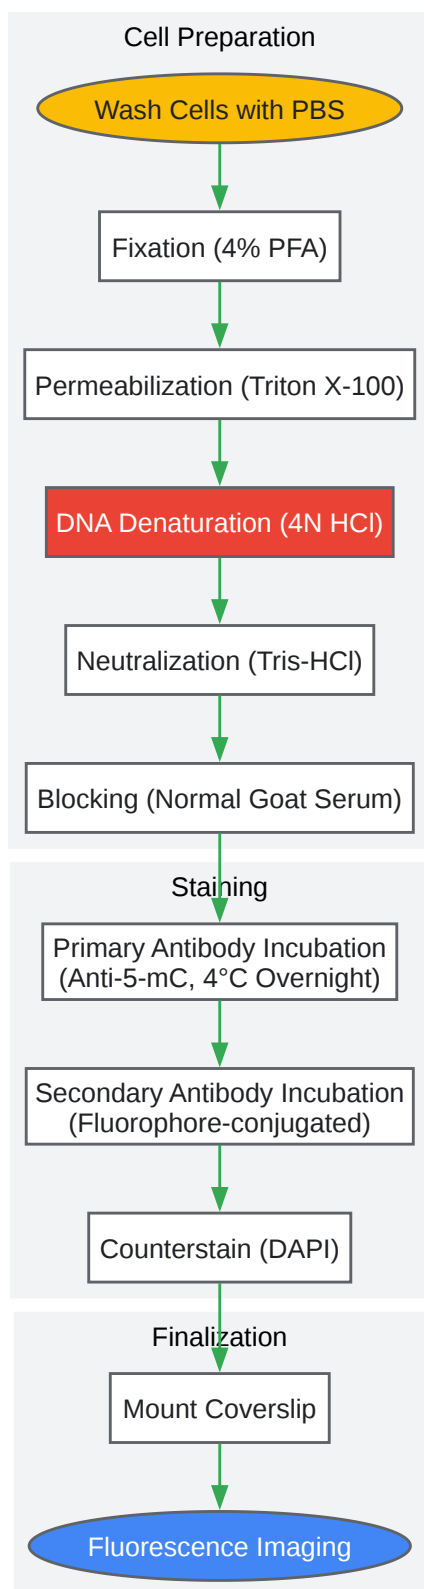 Cell Preparation
Wash Cells with PBS
Fixation (4% PFA)
Permeabilization (Triton X-100)
DNA Denaturation (4N HCl)
Neutralization (Tris-HCl)
Blocking (Normal Goat Serum)
Staining
Primary Antibody Incubation
(Anti-5-mC, 4°C Overnight)
Secondary Antibody Incubation
(Fluorophore-conjugated)
Counterstain (DAPI)
Finalization
Mount Coverslip
Fluorescence Imaging